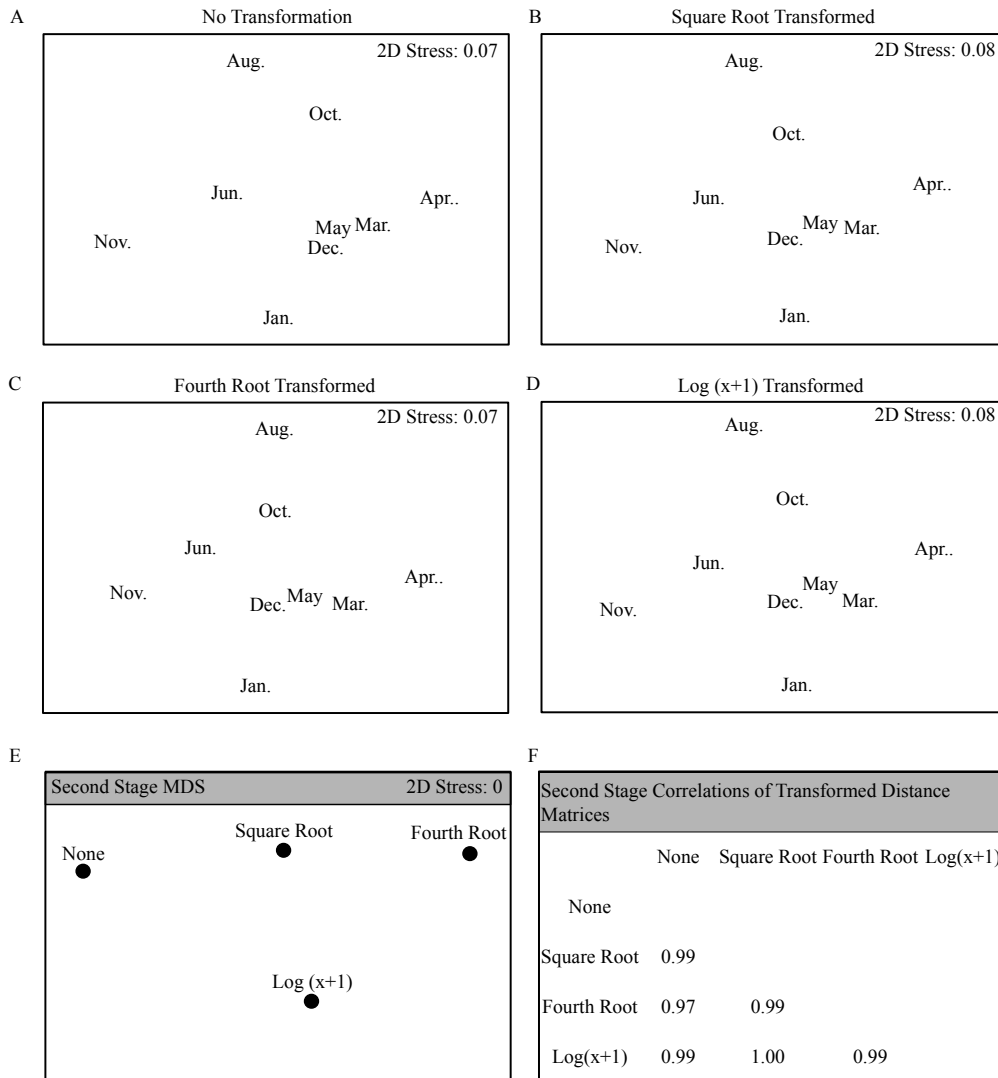 A
No Transformation
2D Stress: 0.07
Aug.
Oct.
Jun.
Apr..
May Mar.
Nov.
Dec.
Jan.
B
Square Root Transformed
2D Stress: 0.08
Aug.
Oct.
Apr..
Jun.
May
Mar.
Dec.
Nov.
Jan.
C
Fourth Root Transformed
2D Stress: 0.07
Aug.
Oct.
Jun.
Apr..
Nov.
May
Dec.
Mar.
Jan.
D
Log (x+1) Transformed
2D Stress: 0.08
Aug.
Oct.
Apr..
Jun.
May
Dec.
Mar.
Nov.
Jan.
E
Second Stage MDS 2D Stress: 0
Square Root
Fourth Root
None
Log (x+1)
F
Second Stage Correlations of Transformed Distance
Matrices
None Square Root Fourth Root Log(x+1)
None
Square Root 0.99
Fourth Root 0.97 0.99
Log(x+1) 0.99 1.00 0.99